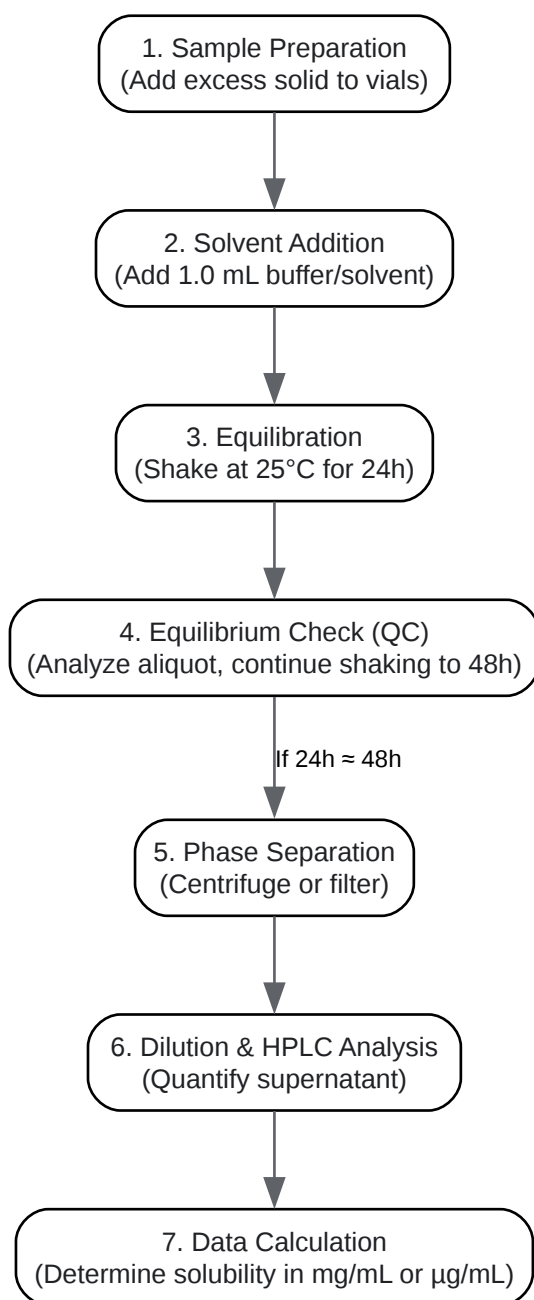 1. Sample Preparation
(Add excess solid to vials)
2. Solvent Addition
(Add 1.0 mL buffer/solvent)
3. Equilibration
(Shake at 25°C for 24h)
4. Equilibrium Check (QC)
(Analyze aliquot, continue shaking to 48h)
If 24h ≈ 48h
5. Phase Separation
(Centrifuge or filter)
6. Dilution & HPLC Analysis
(Quantify supernatant)
7. Data Calculation
(Determine solubility in mg/mL or µg/mL)